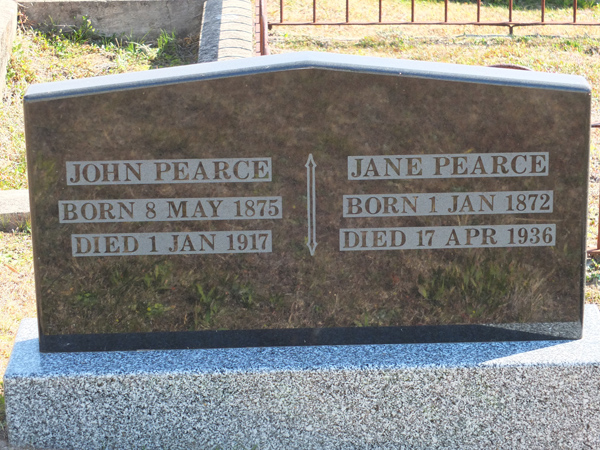 JOHN PEARCE
BORN 8 MAY 1875
DIED 1 JAN 1917
JANE PEARCE
BORN 1 JAN 1872
DIED 17 APR 1936